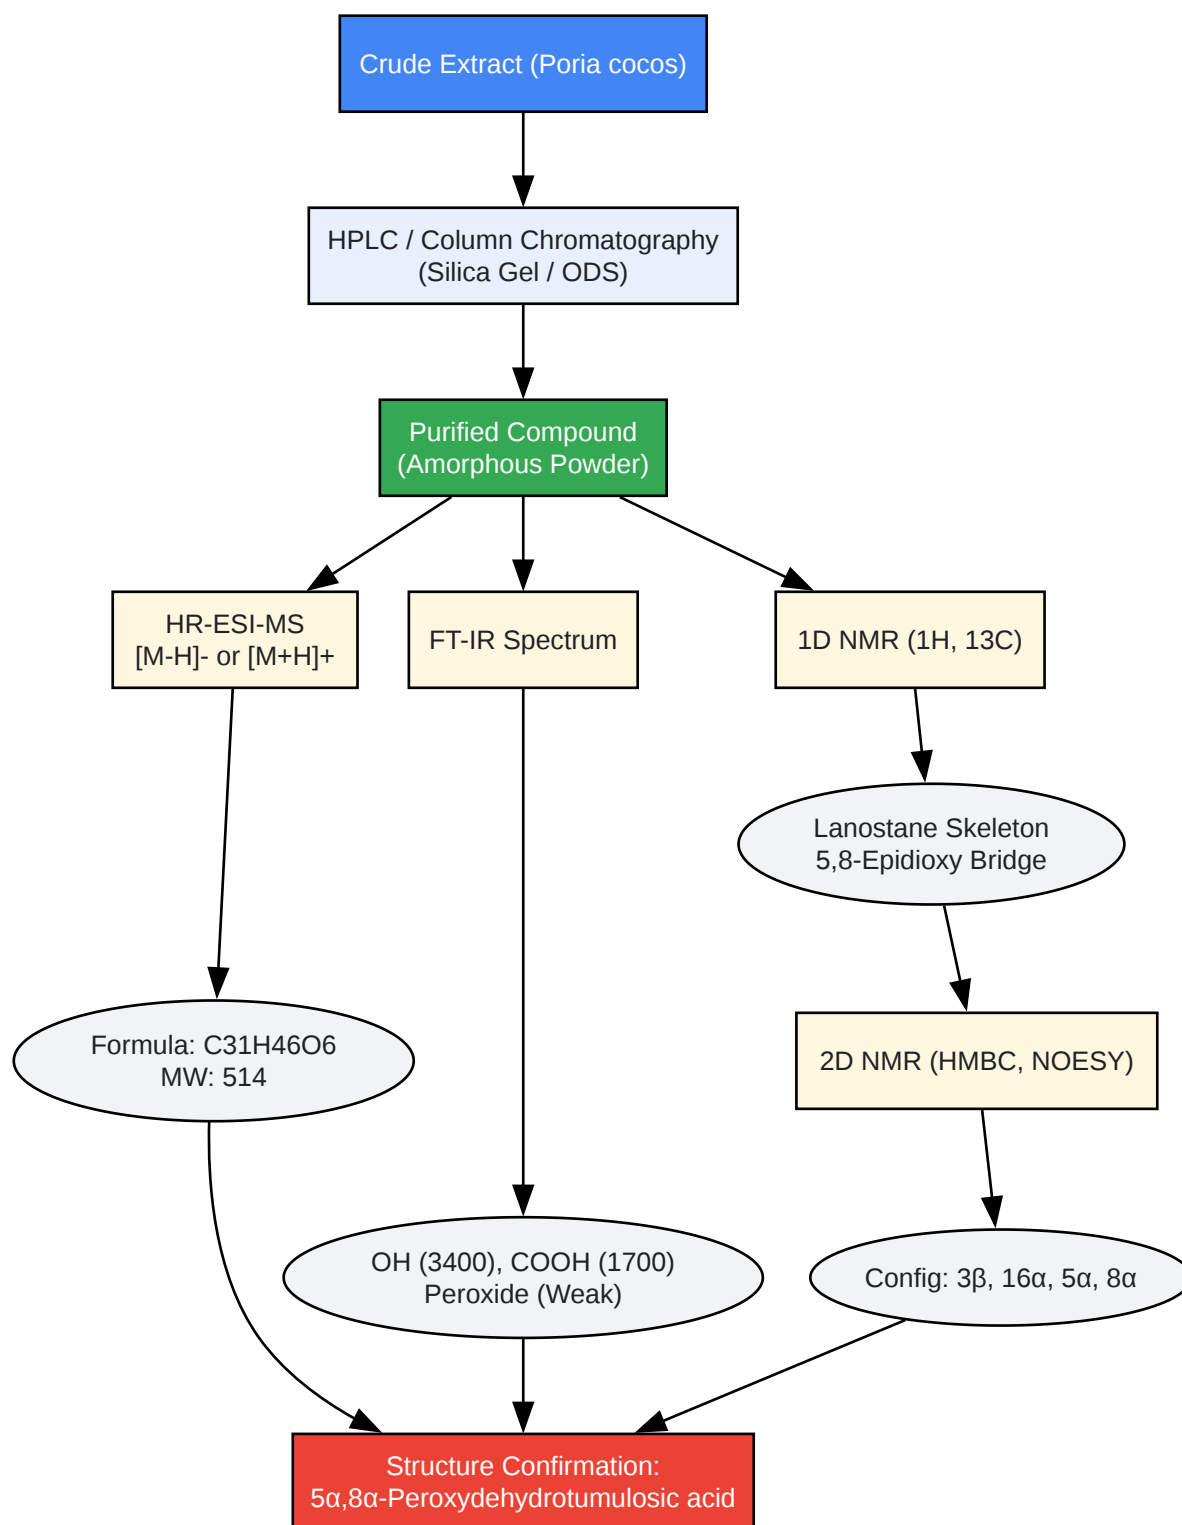 Crude Extract (Poria cocos)
HPLC / Column Chromatography
(Silica Gel / ODS)
Purified Compound
(Amorphous Powder)
HR-ESI-MS
[M-H]- or [M+H]+
FT-IR Spectrum
1D NMR (1H, 13C)
Lanostane Skeleton
5,8-Epidioxy Bridge
Formula: C31H46O6
MW: 514
2D NMR (HMBC, NOESY)
OH (3400), COOH (1700)
Peroxide (Weak)
Config: 3β, 16α, 5α, 8α
Structure Confirmation:
5α,8α-Peroxydehydrotumulosic acid